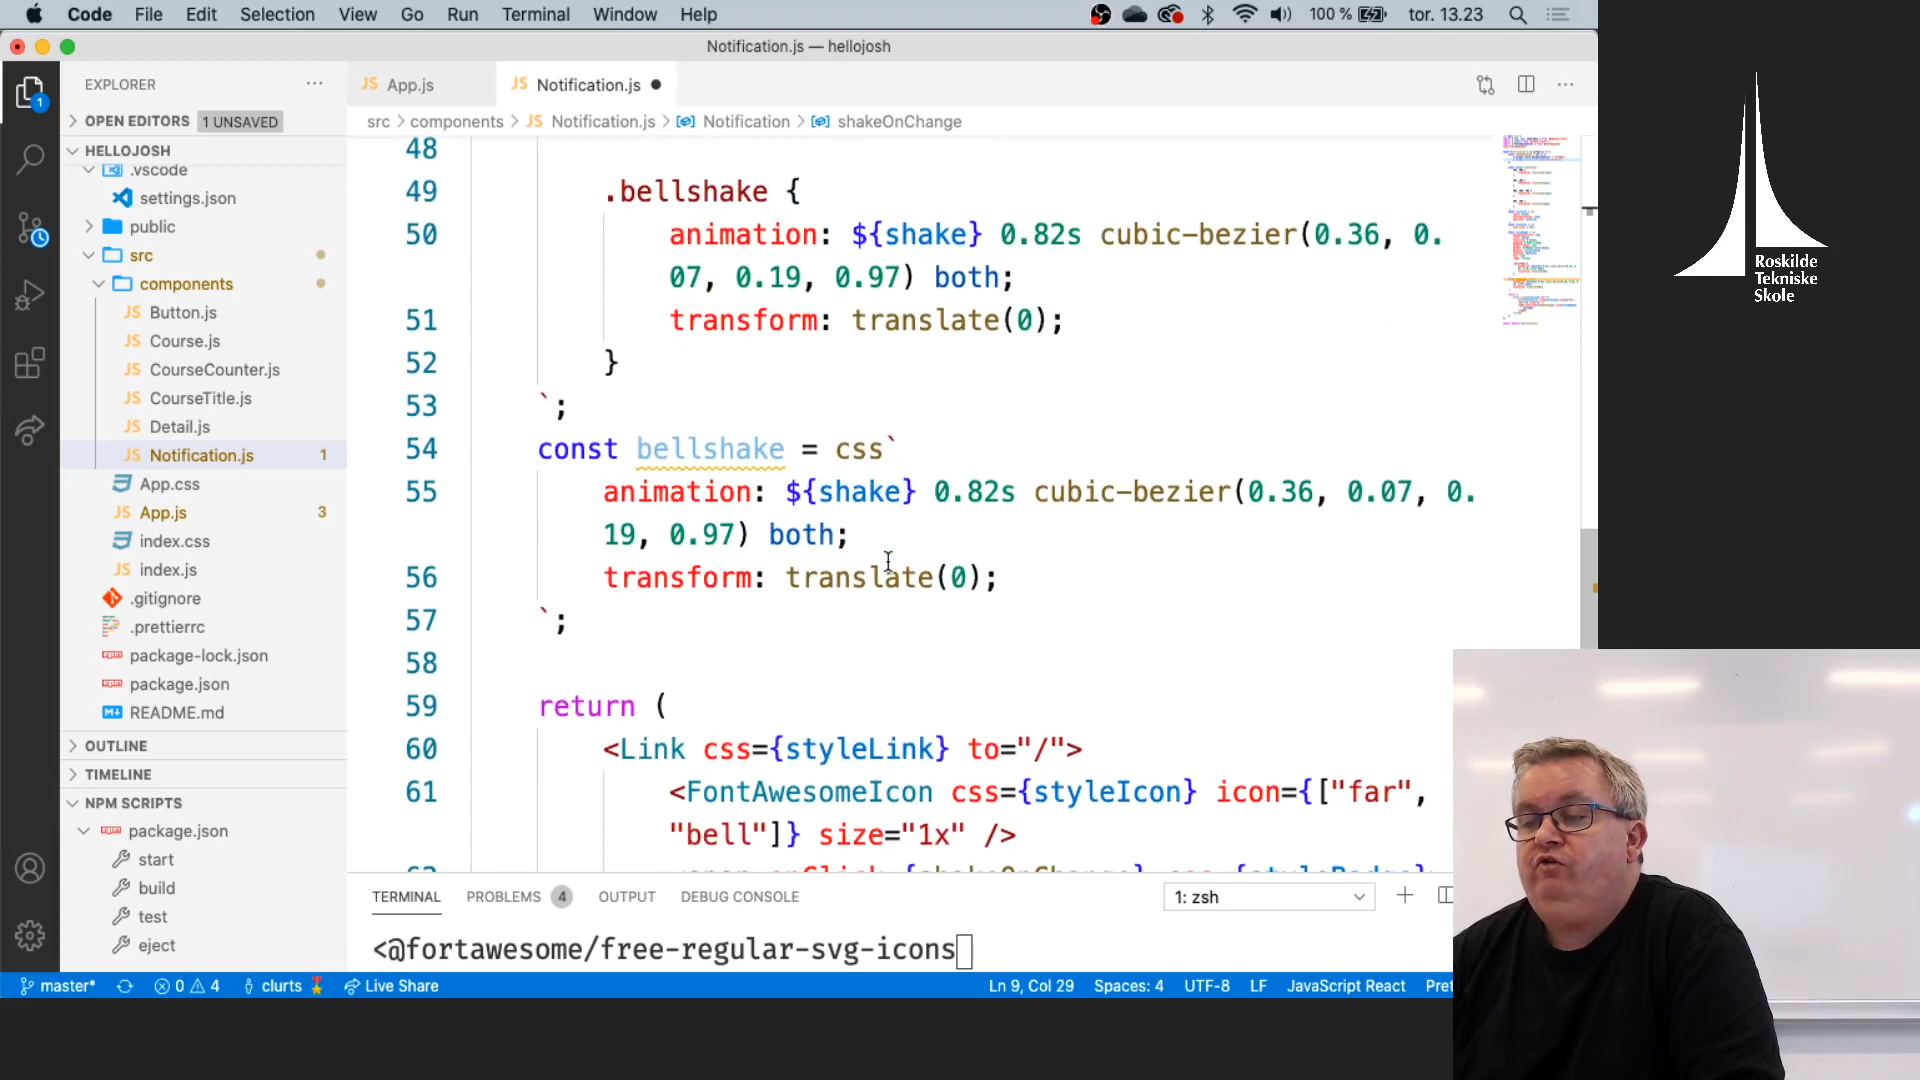 Code File Edit Selection View Go Run Terminal Window Help 100 % tor. 13.23
Notification.js — hellojosh
EXPLORER
OPEN EDITORS 1 UNSAVED
HELLOJOSH
.vscode
settings.json
public
src
components
JS Button.js
JS Course.js
JS CourseCounter.js
JS CourseTitle.js
JS Detail.js
JS Notification.js 1
App.css
JS App.js 3
index.css
JS index.js
.gitignore
.prettierrc
package-lock.json
package.json
README.md
OUTLINE
TIMELINE
NPM SCRIPTS
package.json
start
build
test
eject
JS App.js JS Notification.js
src > components > JS Notification.js > Notification > shakeOnChange
48
49 .bellshake {
50 animation: ${shake} 0.82s cubic-bezier(0.36, 0.
07, 0.19, 0.97) both;
51 transform: translate(0);
52 }
53 `;
54 const bellshake = css`
55 animation: ${shake} 0.82s cubic-bezier(0.36, 0.07, 0.
19, 0.97) both;
56 transform: translate(0);
57 `;
58
59 return (
60 <Link css={styleLink} to="/">
61 <FontAwesomeIcon css={styleIcon} icon={["far",
"bell"]} size="1x" />
TERMINAL PROBLEMS 4 OUTPUT DEBUG CONSOLE 1: zsh
<@fortawesome/free-regular-svg-icons
master* 0 4 clurts Live Share Ln 9, Col 29 Spaces: 4 UTF-8 LF JavaScript React Pret
Roskilde
Tekniske
Skole